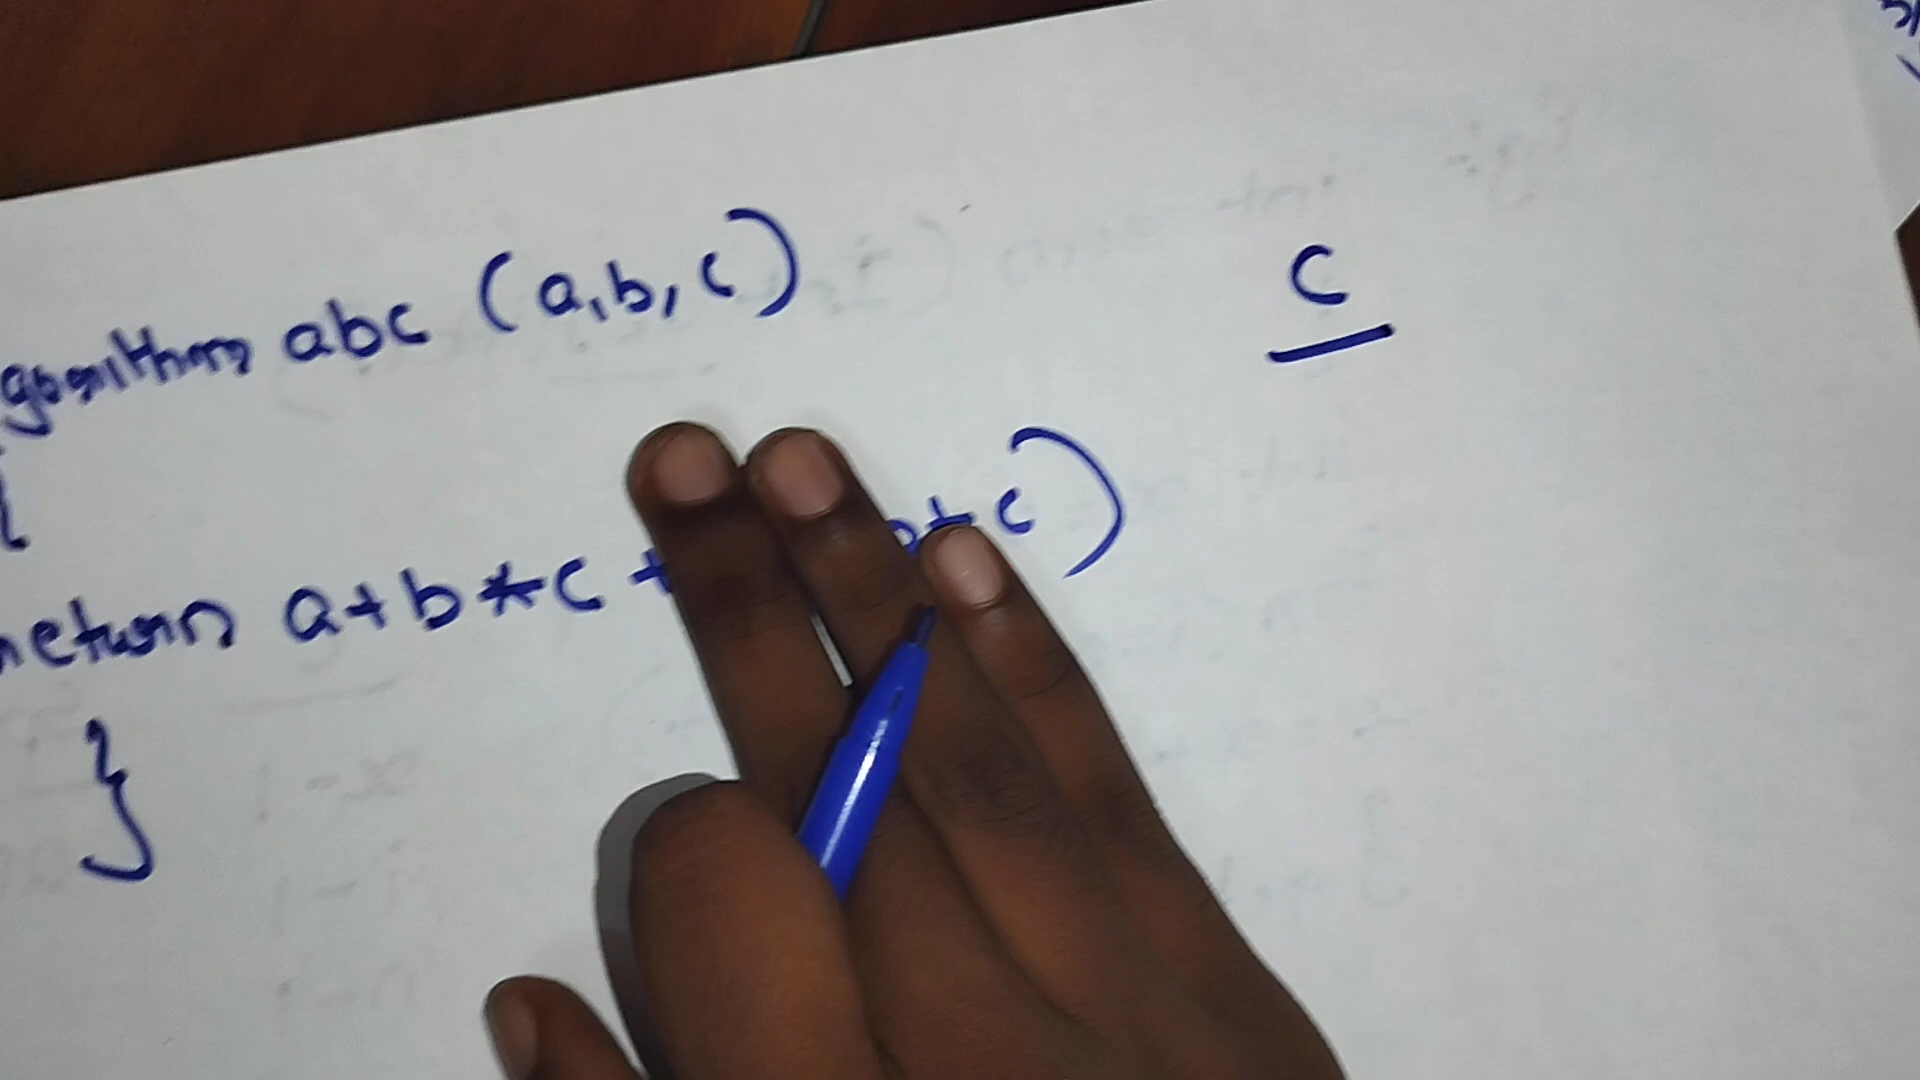 gorithm abc (a,b,c)
C
{
return a+b*c + b+c)
}